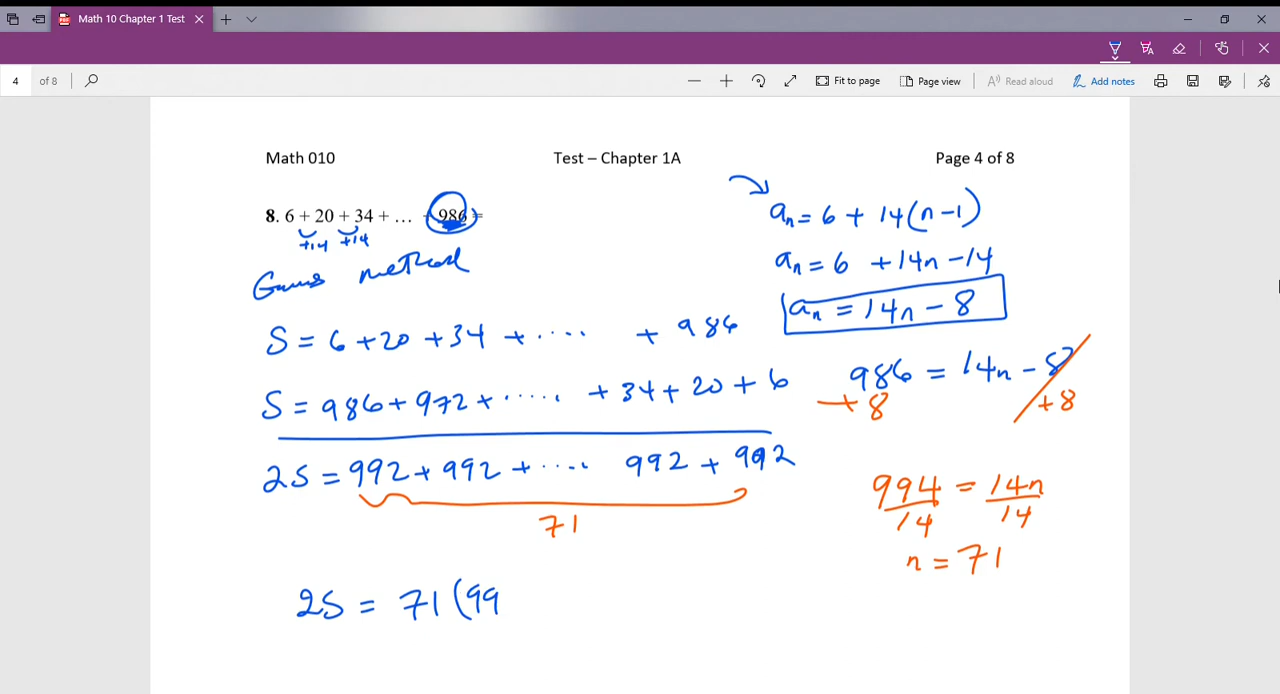 Math 10 Chapter 1 Test
4 of 8
Fit to page
Page view
Read aloud
Add notes
Math 010 Test – Chapter 1A Page 4 of 8
8. 6 + 20 + 34 + … 986 =
+14 +14
Gauss method
aₙ = 6 + 14(n-1)
aₙ = 6 + 14n - 14
aₙ = 14n - 8
S = 6 + 20 + 34 + ..... + 986
S = 986 + 972 + ...... + 34 + 20 + 6
2S = 992 + 992 + ..... 992 + 992
71
986 = 14n - 8
+8 +8
994 = 14n
14 14
n = 71
2S = 71(99